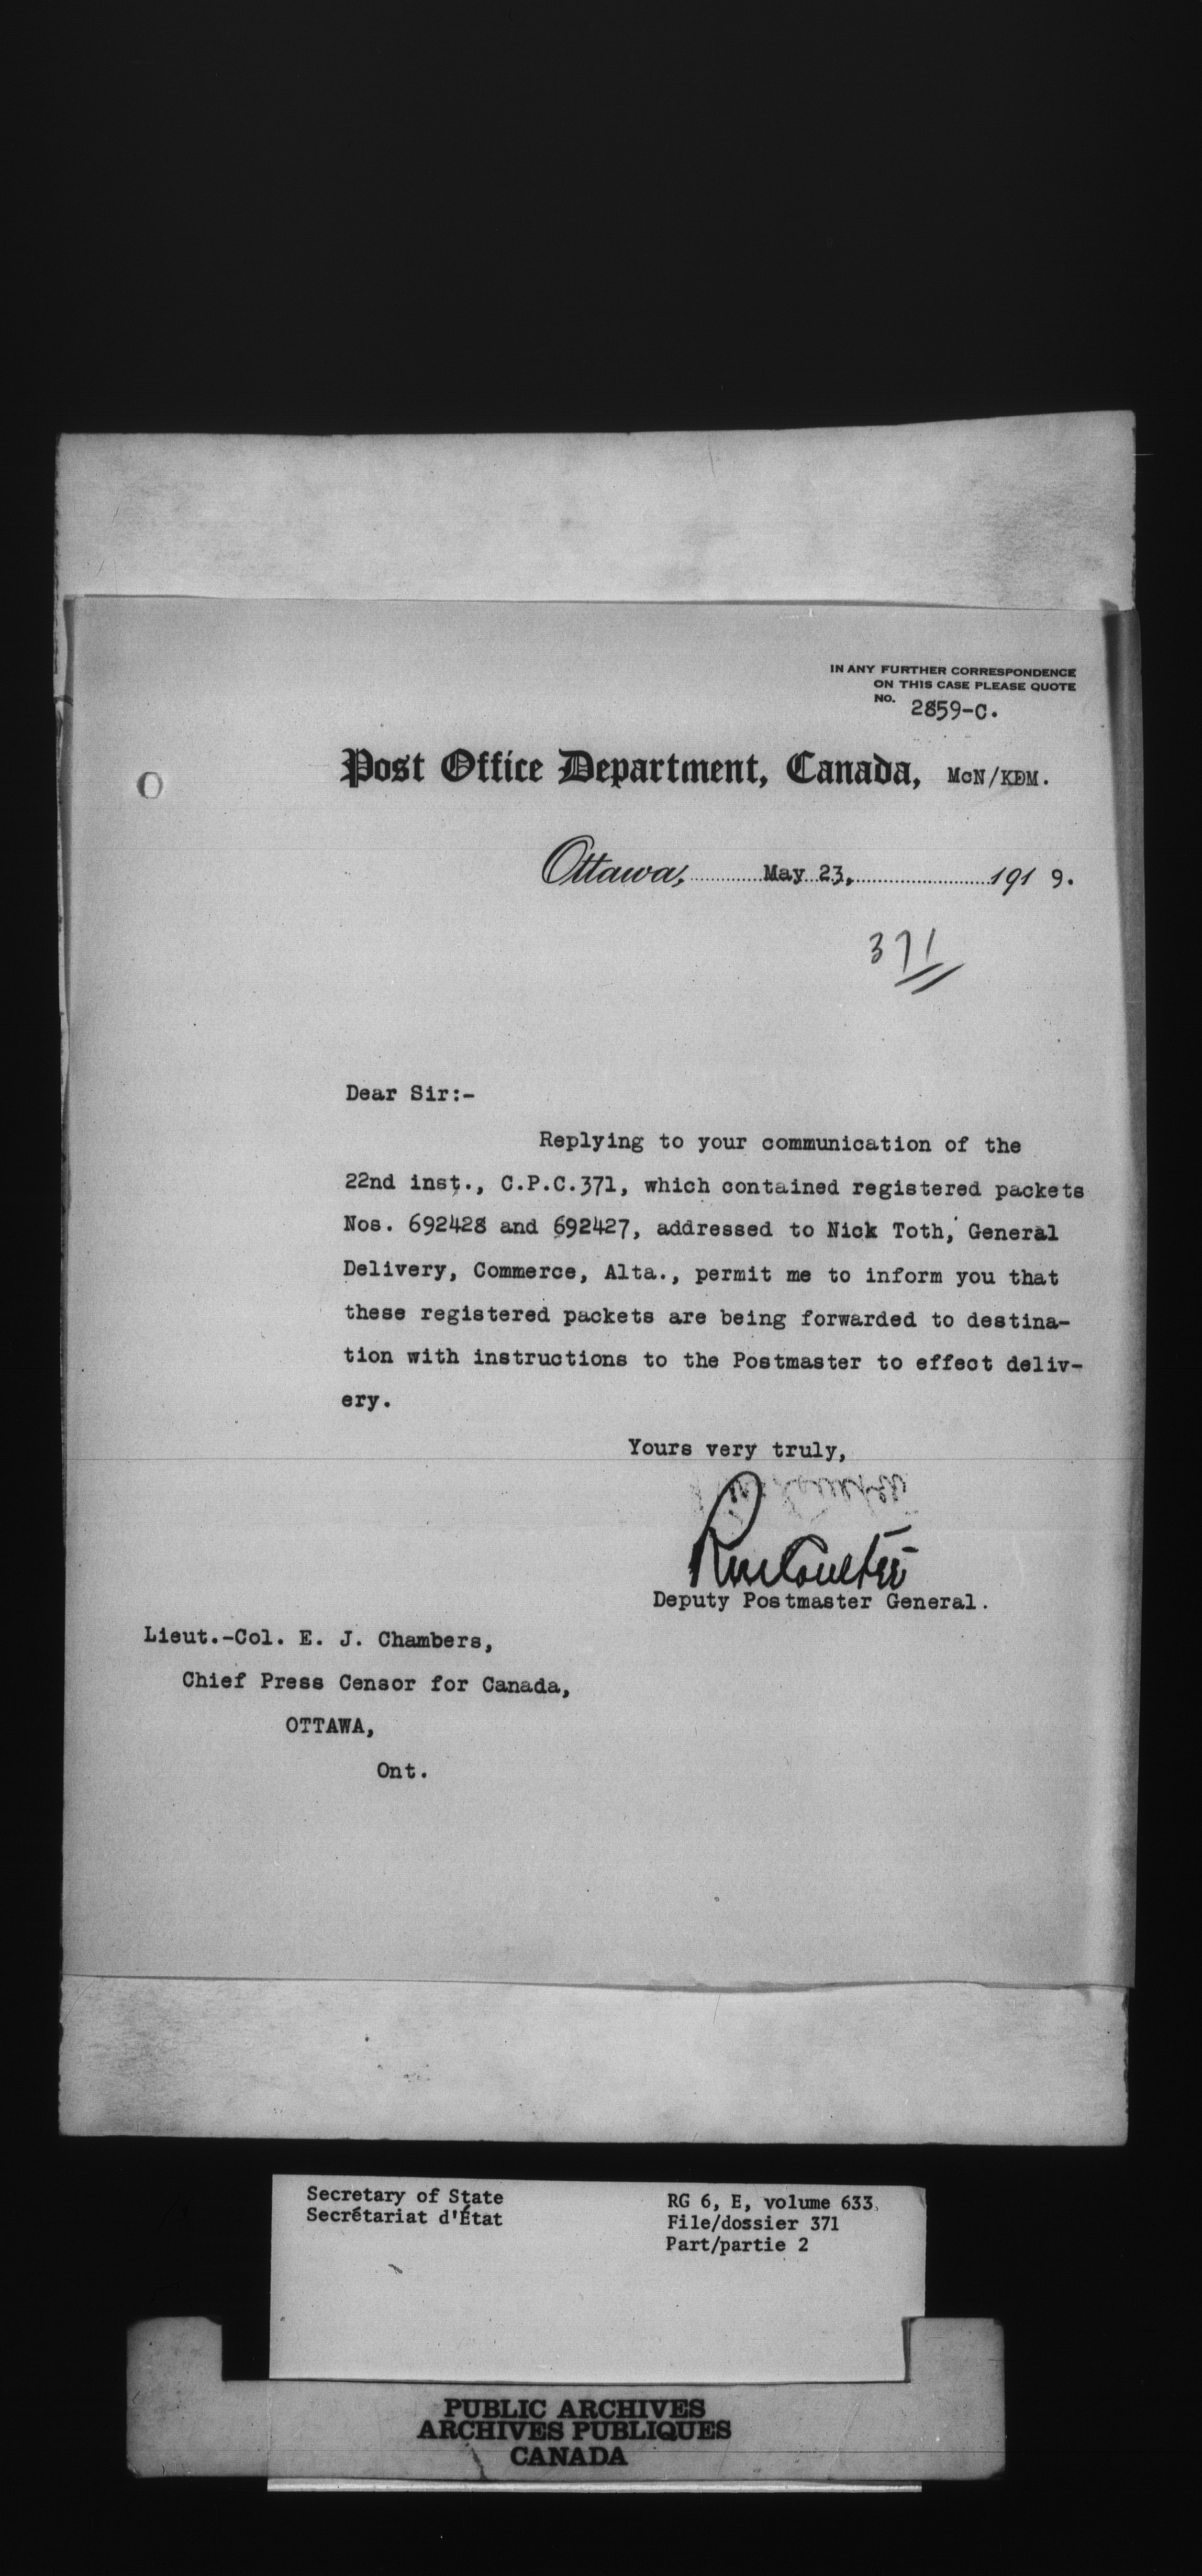 IN ANY FURTHER CORRESPONDENCE
ON THIS CASE PLEASE QUOTE
NO. 2859-C.
Post Office Department, Canada, McN/KDM.
Ottawa, May 23, 1919.
371
Dear Sir:-
Replying to your communication of the
22nd inst., C.P.C.371, which contained registered packets
Nos. 692428 and 692427, addressed to Nick Toth, General
Delivery, Commerce, Alta., permit me to inform you that
these registered packets are being forwarded to destina-
tion with instructions to the Postmaster to effect deliv-
ery.
Yours very truly,
RmCoulter
Deputy Postmaster General.
Lieut.-Col. E. J. Chambers,
Chief Press Censor for Canada,
OTTAWA,
Ont.
Secretary of State
Secrétariat d'État
RG 6, E, volume 633
File/dossier 371
Part/partie 2
PUBLIC ARCHIVES
ARCHIVES PUBLIQUES
CANADA